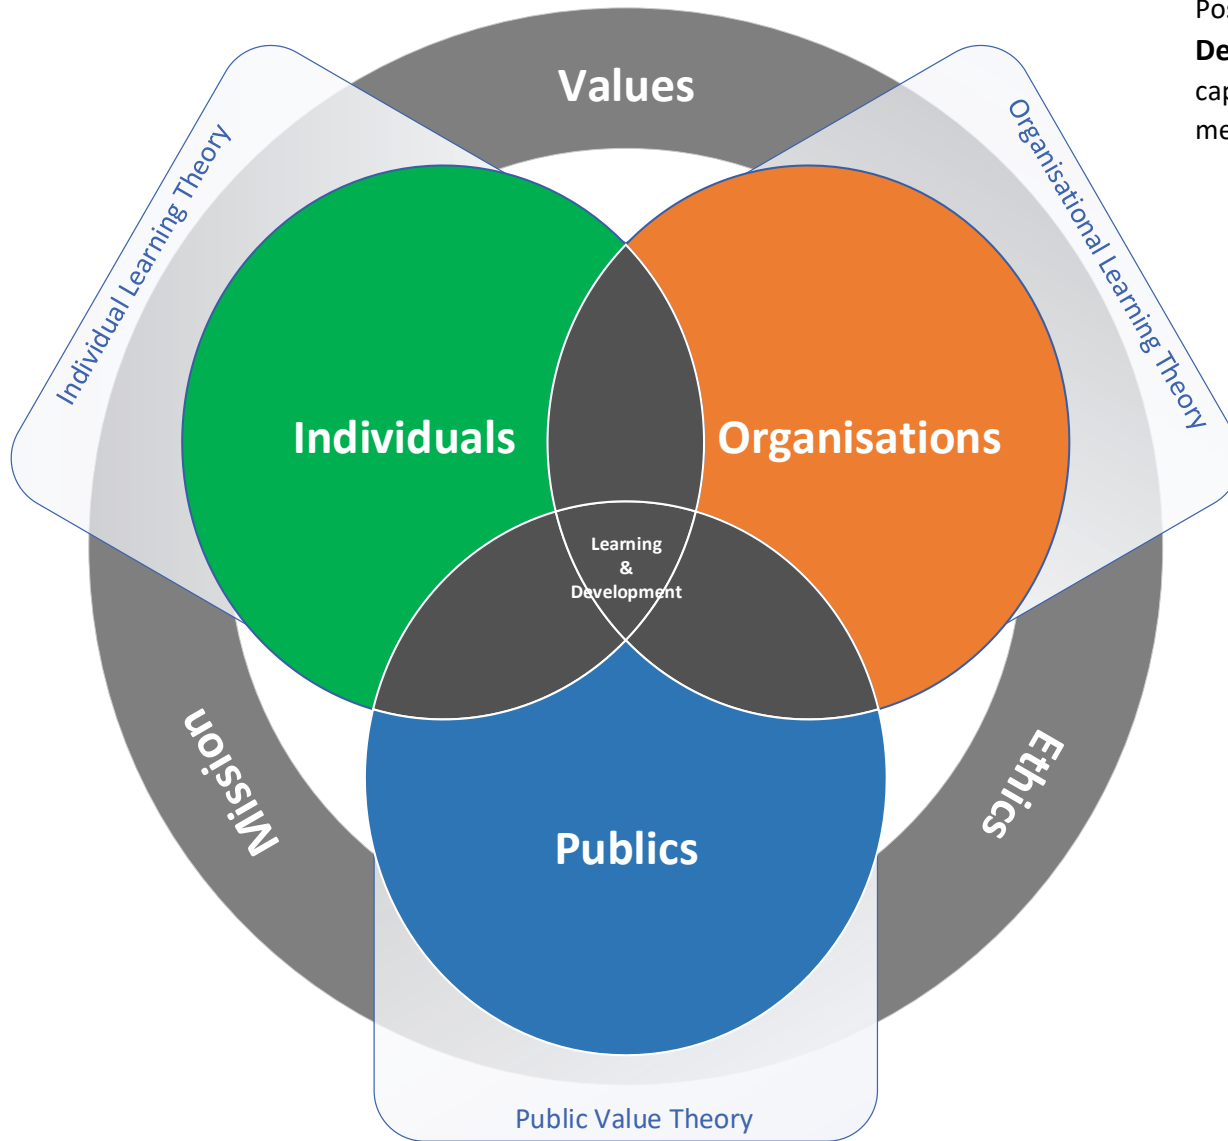 Values
Individual Learning Theory
Organisational Learning Theory
Individuals
Organisations
Learning
&
Development
Mission
Ethics
Publics
Public Value Theory